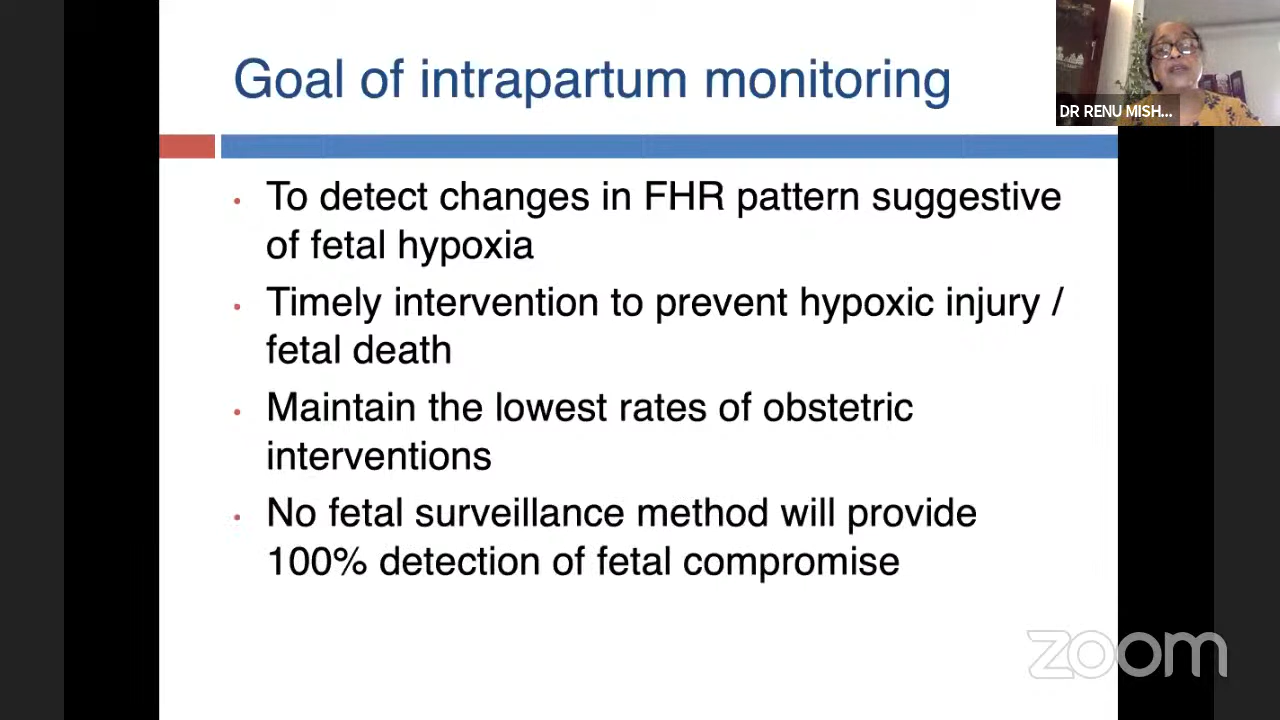 Goal of intrapartum monitoring
DR RENU MISH...
• To detect changes in FHR pattern suggestive
of fetal hypoxia
• Timely intervention to prevent hypoxic injury /
fetal death
• Maintain the lowest rates of obstetric
interventions
• No fetal surveillance method will provide
100% detection of fetal compromise
zoom